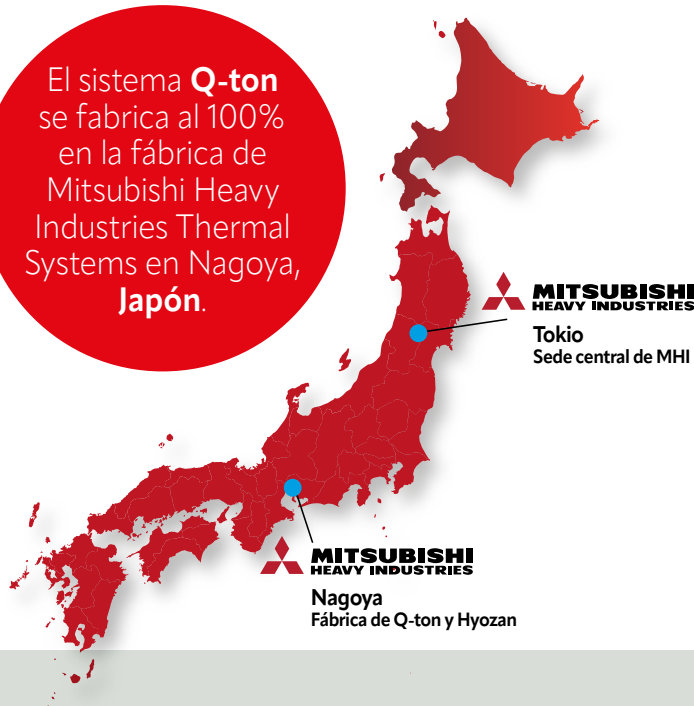 El sistema Q-ton
se fabrica al 100%
en la fábrica de
Mitsubishi Heavy
Industries Thermal
Systems en Nagoya,
Japón.
MITSUBISHI
HEAVY INDUSTRIES
Tokio
Sede central de MHI
MITSUBISHI
HEAVY INDUSTRIES
Nagoya
Fábrica de Q-ton y Hyozan